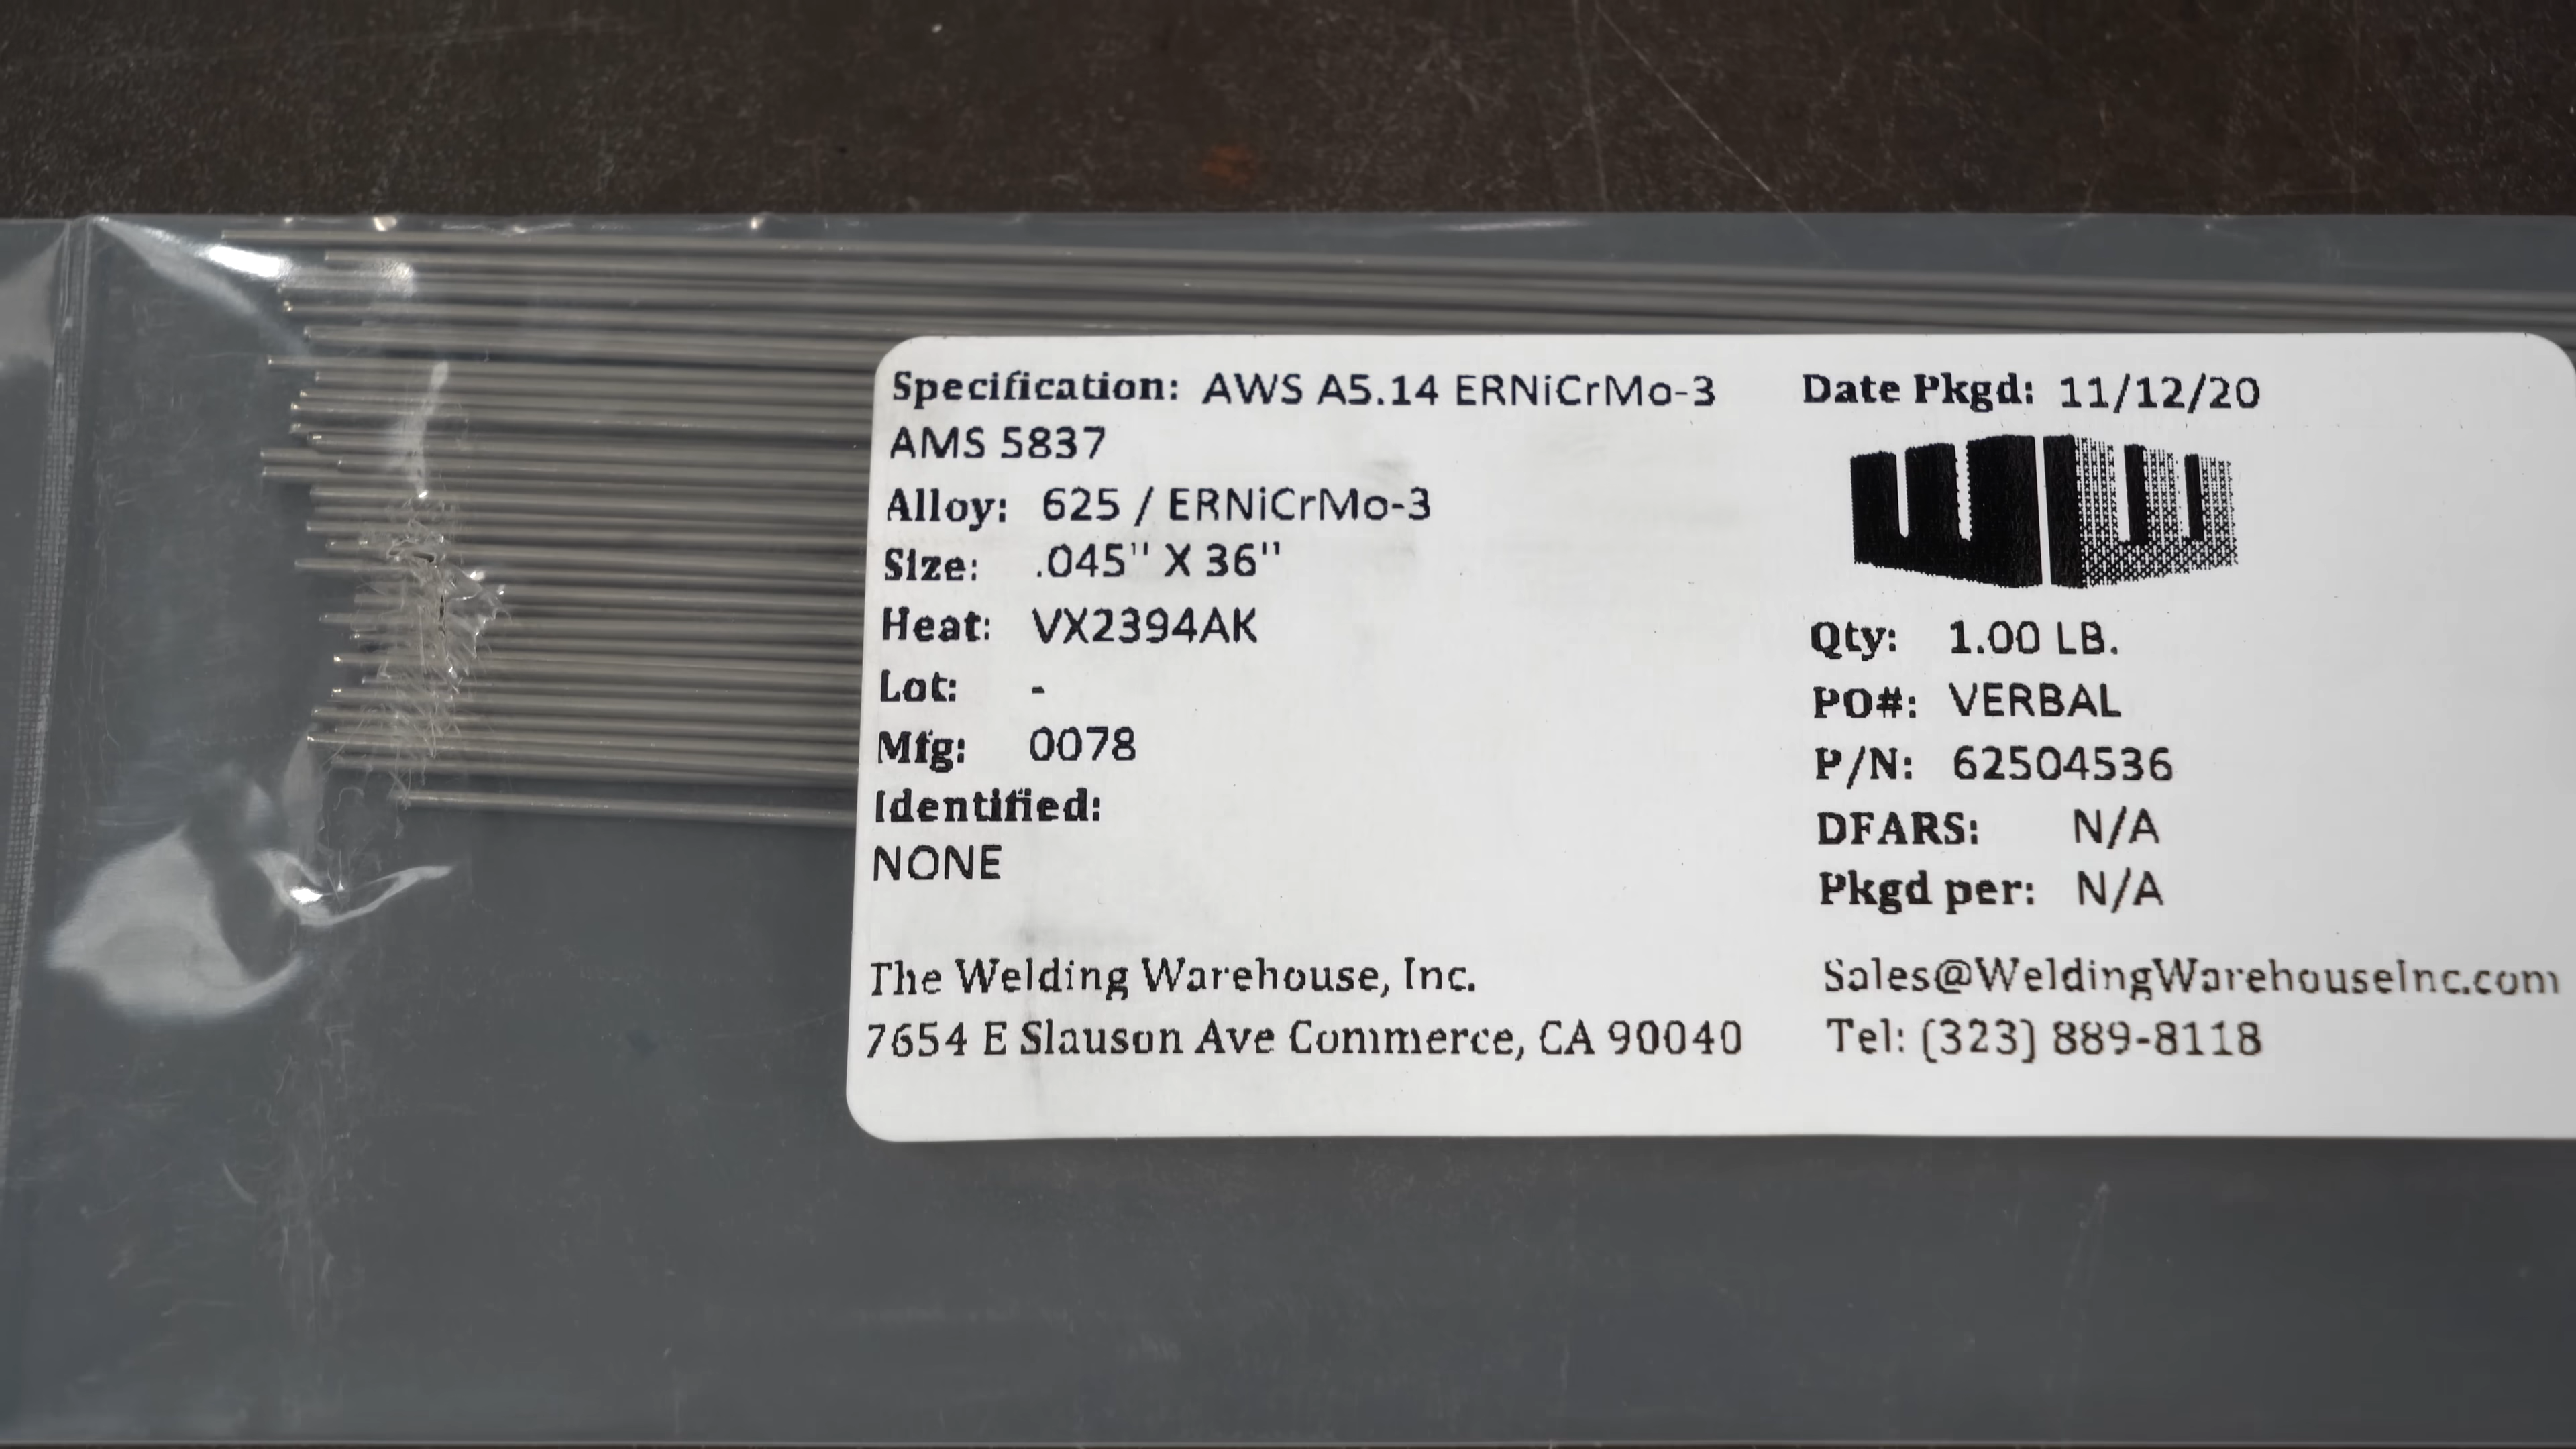 Specification: AWS A5.14 ERNiCrMo-3
AMS 5837
Alloy: 625 / ERNiCrMo-3
Size: .045" X 36"
Heat: VX2394AK
Lot: -
Mfg: 0078
Identified:
NONE
The Welding Warehouse, Inc.
7654 E Slauson Ave Commerce, CA 90040
Date Pkgd: 11/12/20
Qty: 1.00 LB.
PO#: VERBAL
P/N: 62504536
DFARS: N/A
Pkgd per: N/A
Sales@WeldingWarehouseInc.com
Tel: (323) 889-8118